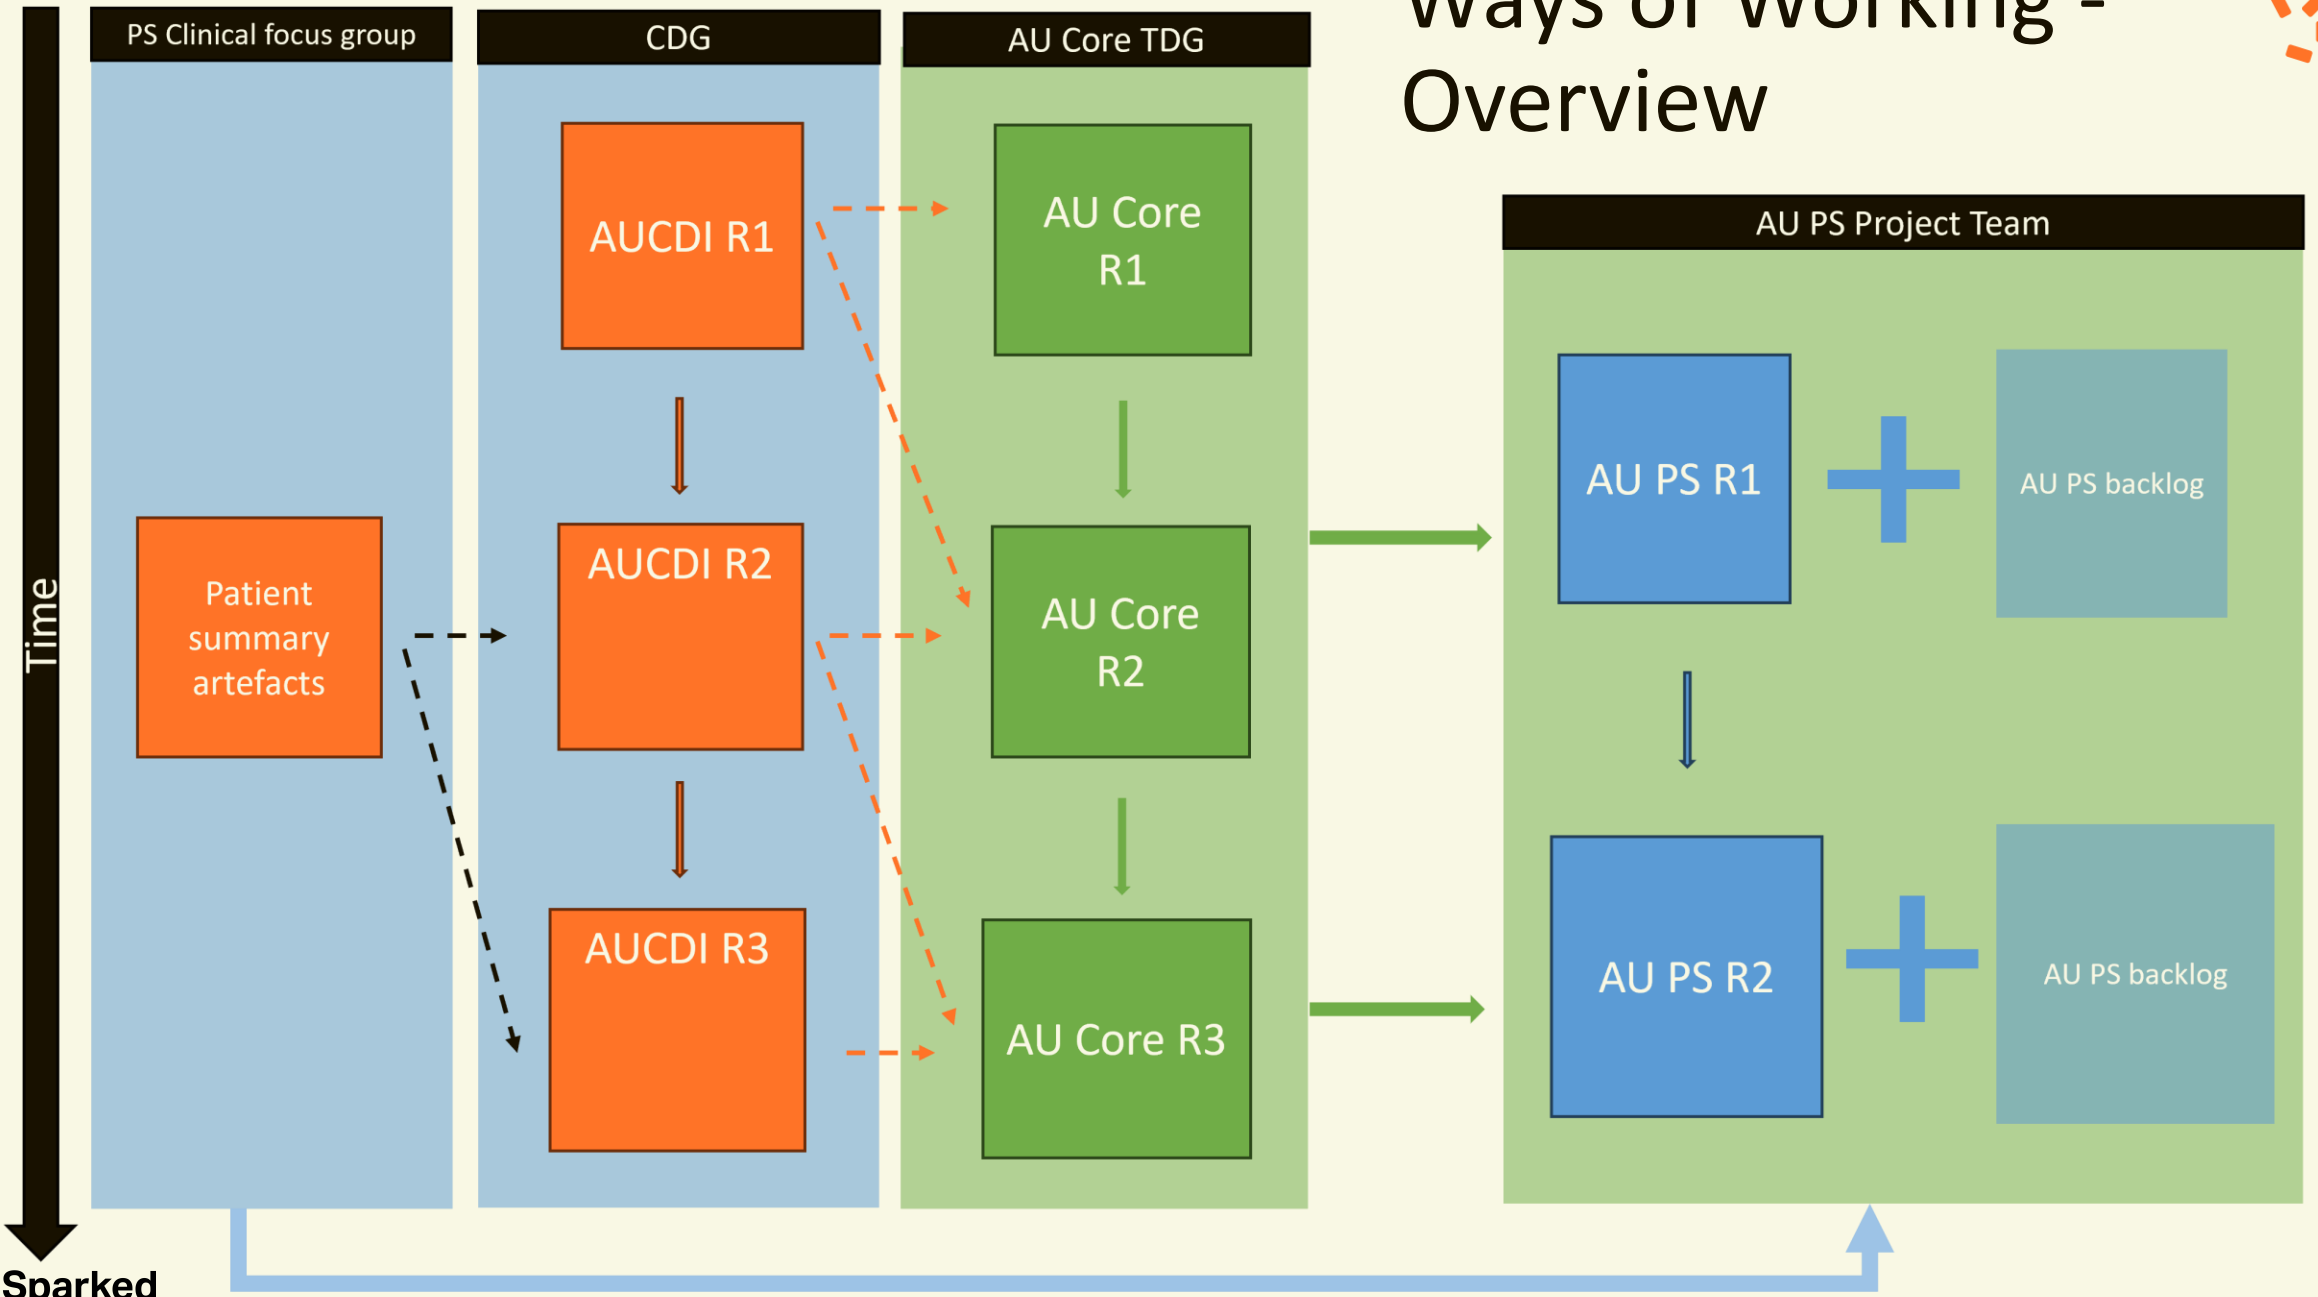 Ways of Working -
Overview
PS Clinical focus group
CDG
AU Core TDG
AU PS Project Team
Time
Patient
summary
artefacts
AUCDI R1
AUCDI R2
AUCDI R3
AU Core
R1
AU Core
R2
AU Core R3
AU PS R1
AU PS backlog
AU PS R2
AU PS backlog
Sparked